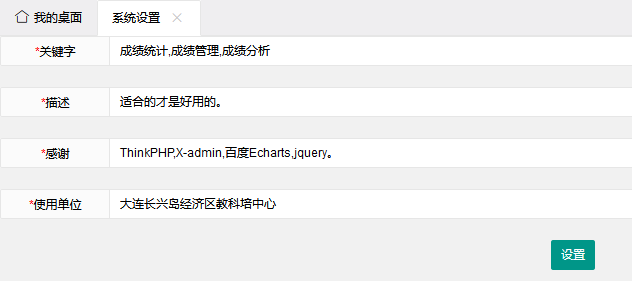 我的桌面 系统设置
*关键字 成绩统计,成绩管理,成绩分析
*描述 适合的才是好用的。
*感谢 ThinkPHP,X-admin,百度Echarts,jquery。
*使用单位 大连长兴岛经济区教科培中心
设置